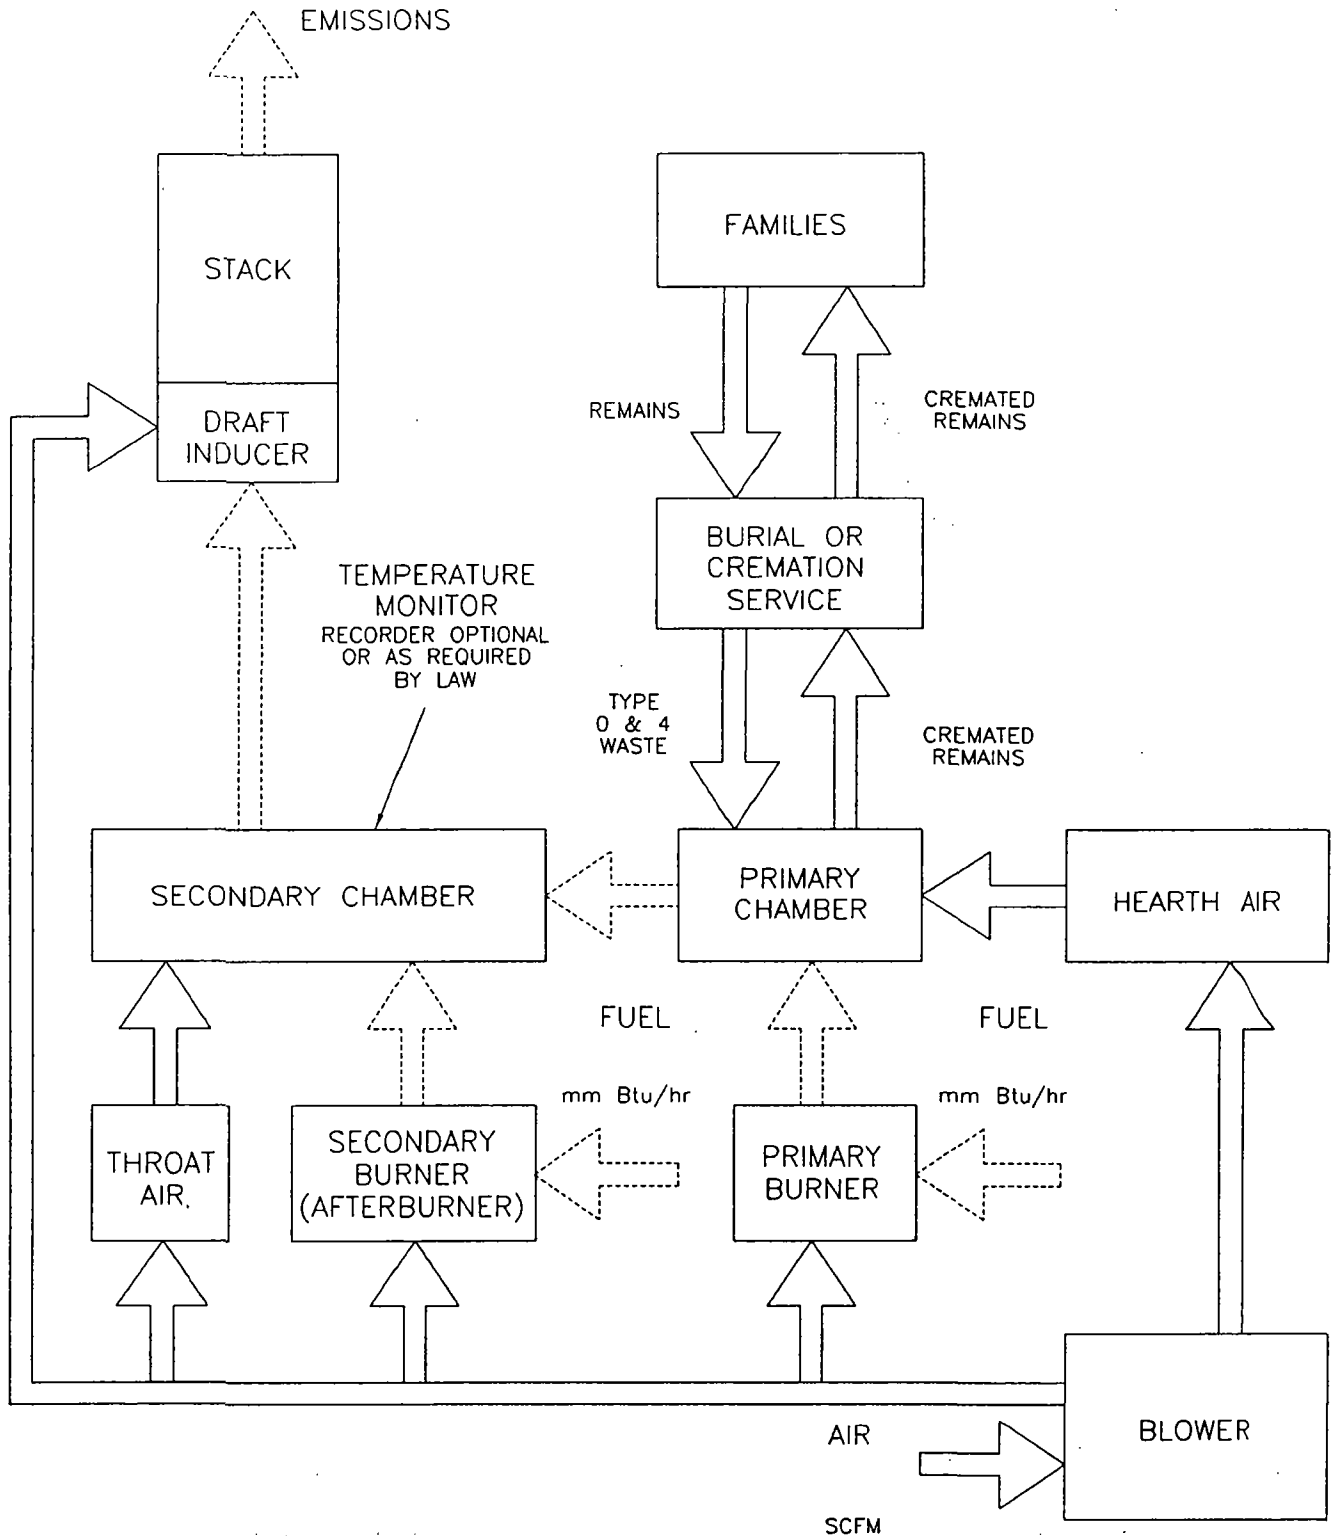 EMISSIONS
STACK
DRAFT
INDUCER
FAMILIES
REMAINS
CREMATED
REMAINS
BURIAL OR
CREMATION
SERVICE
TEMPERATURE
MONITOR
RECORDER OPTIONAL
OR AS REQUIRED
BY LAW
TYPE
0 & 4
WASTE
CREMATED
REMAINS
SECONDARY CHAMBER
PRIMARY
CHAMBER
HEARTH AIR
FUEL
mm Btu/hr
FUEL
mm Btu/hr
THROAT
AIR
SECONDARY
BURNER
(AFTERBURNER)
PRIMARY
BURNER
BLOWER
AIR
SCFM